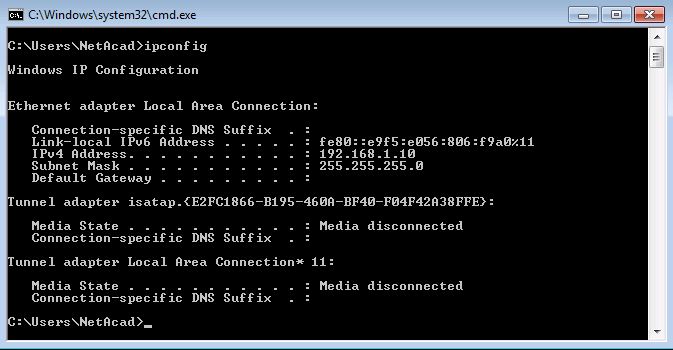 C:\Windows\system32\cmd.exe
C:\Users\NetAcad>ipconfig
Windows IP Configuration
Ethernet adapter Local Area Connection:
Connection-specific DNS Suffix  . :
Link-local IPv6 Address . . . . . : fe80::e9f5:e056:806:f9a0%11
IPv4 Address. . . . . . . . . . . : 192.168.1.10
Subnet Mask . . . . . . . . . . . : 255.255.255.0
Default Gateway . . . . . . . . . :
Tunnel adapter isatap.{E2FC1866-B195-460A-BF40-F04F42A38FFE}:
Media State . . . . . . . . . . . : Media disconnected
Connection-specific DNS Suffix  . :
Tunnel adapter Local Area Connection* 11:
Media State . . . . . . . . . . . : Media disconnected
Connection-specific DNS Suffix  . :
C:\Users\NetAcad>_